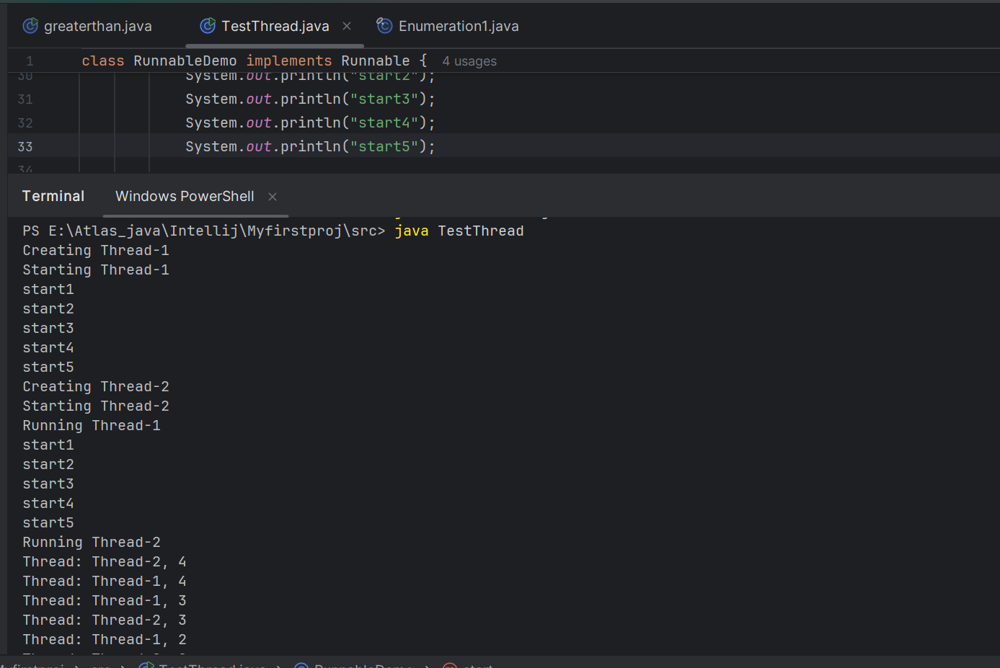 greaterthan.java TestThread.java Enumeration1.java
1 class RunnableDemo implements Runnable { 4 usages
30 System.out.println("start2");
31 System.out.println("start3");
32 System.out.println("start4");
33 System.out.println("start5");
34
Terminal Windows PowerShell
PS E:\Atlas_java\Intellij\Myfirstproj\src> java TestThread
Creating Thread-1
Starting Thread-1
start1
start2
start3
start4
start5
Creating Thread-2
Starting Thread-2
Running Thread-1
start1
start2
start3
start4
start5
Running Thread-2
Thread: Thread-2, 4
Thread: Thread-1, 4
Thread: Thread-1, 3
Thread: Thread-2, 3
Thread: Thread-1, 2
Myfirstproj > src > TestThread.java > RunnableDemo > start